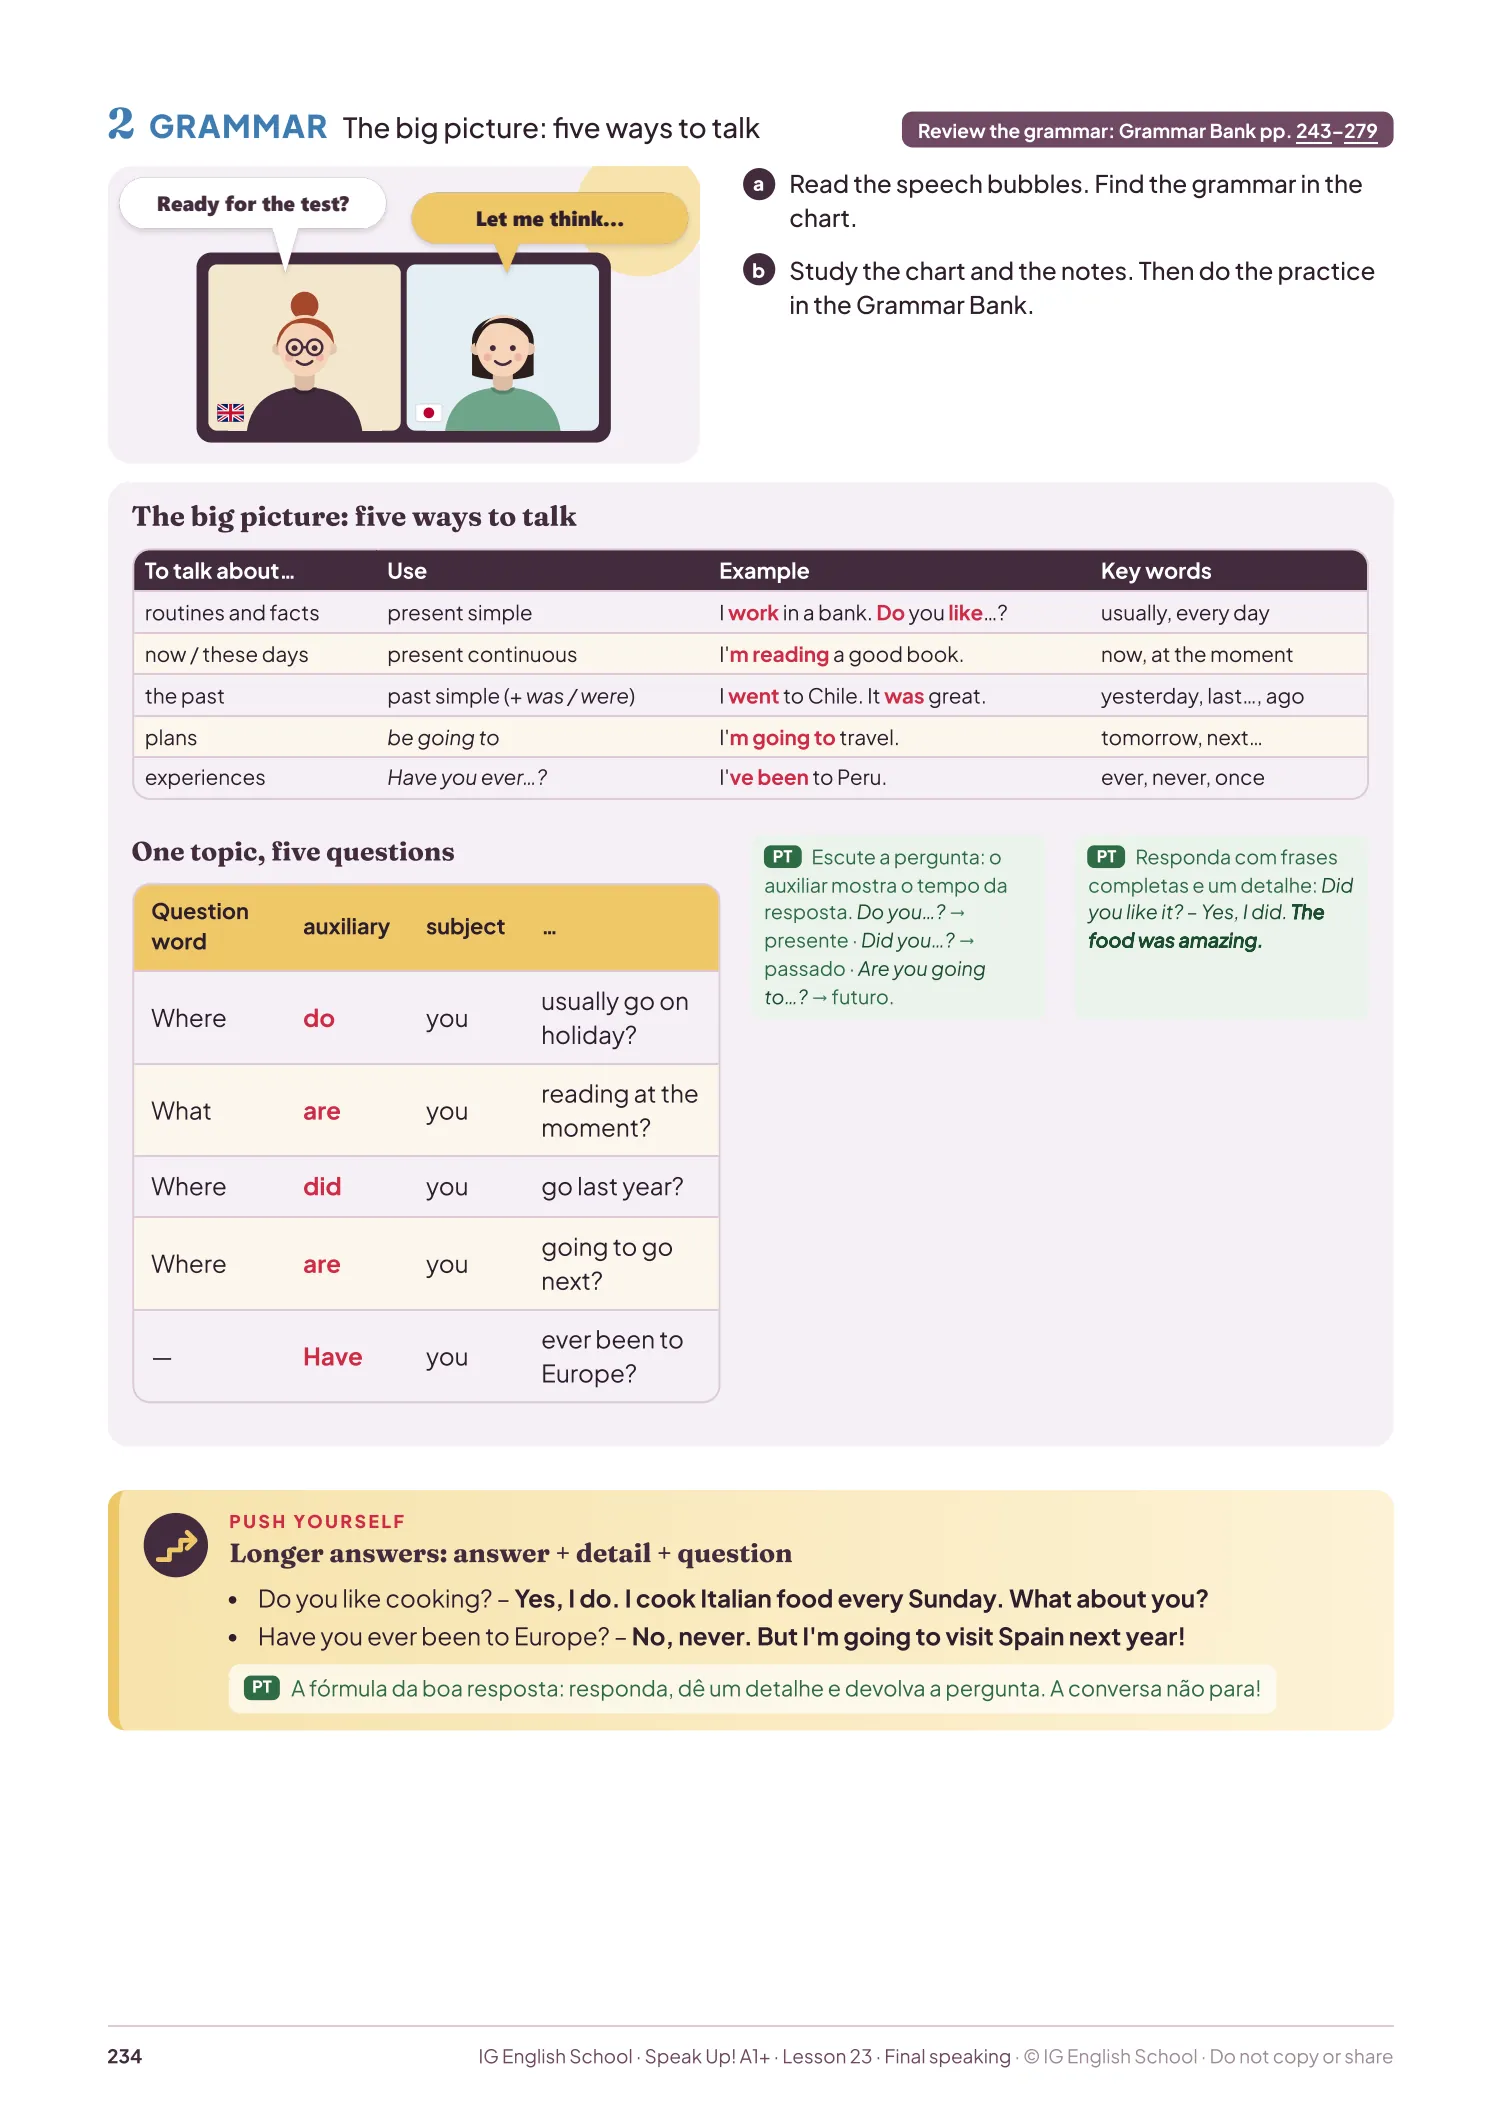 2 GRAMMAR The big picture: five ways to talk
Review the grammar: Grammar Bank pp. 243–279
Ready for the test?
Let me think...
a Read the speech bubbles. Find the grammar in the
chart.
b Study the chart and the notes. Then do the practice
in the Grammar Bank.
The big picture: five ways to talk
To talk about... Use Example Key words
routines and facts present simple I work in a bank. Do you like...? usually, every day
now / these days present continuous I'm reading a good book. now, at the moment
the past past simple (+ was / were) I went to Chile. It was great. yesterday, last..., ago
plans be going to I'm going to travel. tomorrow, next...
experiences Have you ever...? I've been to Peru. ever, never, once
One topic, five questions
Question
word auxiliary subject ...
Where do you usually go on
holiday?
What are you reading at the
moment?
Where did you go last year?
Where are you going to go
next?
— Have you ever been to
Europe?
PT Escute a pergunta: o
auxiliar mostra o tempo da
resposta. Do you...? →
presente · Did you...? →
passado · Are you going
to...? → futuro.
PT Responda com frases
completas e um detalhe: Did
you like it? – Yes, I did. The
food was amazing.
PUSH YOURSELF
Longer answers: answer + detail + question
• Do you like cooking? – Yes, I do. I cook Italian food every Sunday. What about you?
• Have you ever been to Europe? – No, never. But I'm going to visit Spain next year!
PT A fórmula da boa resposta: responda, dê um detalhe e devolva a pergunta. A conversa não para!
234 IG English School · Speak Up! A1+ · Lesson 23 · Final speaking · © IG English School · Do not copy or share